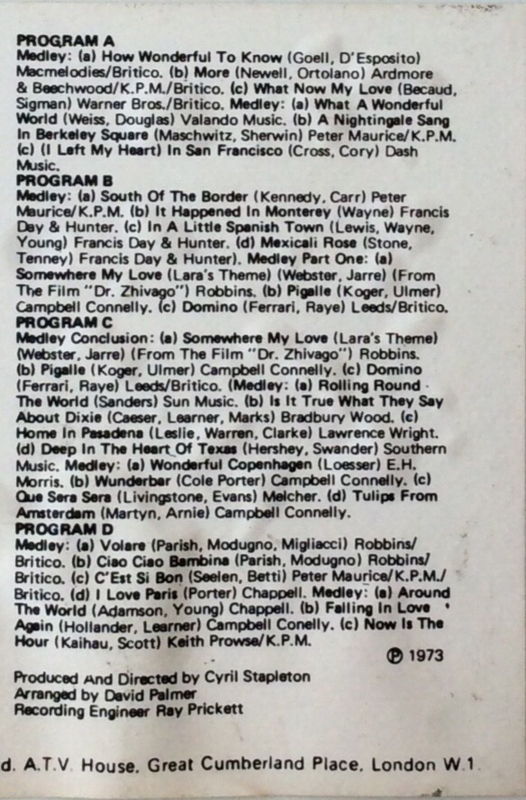 PROGRAM A
Medley: (a) How Wonderful To Know (Goell, D'Esposito)
Macmelodies/Britico. (b) More (Newell, Ortolano) Ardmore
& Beechwood/K.P.M./Britico. (c) What Now My Love (Becaud,
Sigman) Warner Bros./Britico. Medley: (a) What A Wonderful
World (Weiss, Douglas) Valando Music. (b) A Nightingale Sang
In Berkeley Square (Maschwitz, Sherwin) Peter Maurice/K.P.M.
(c) (I Left My Heart) In San Francisco (Cross, Cory) Dash
Music.
PROGRAM B
Medley: (a) South Of The Border (Kennedy, Carr) Peter
Maurice/K.P.M. (b) It Happened In Monterey (Wayne) Francis
Day & Hunter. (c) In A Little Spanish Town (Lewis, Wayne,
Young) Francis Day & Hunter. (d) Mexicali Rose (Stone,
Tenney) Francis Day & Hunter). Medley Part One: (a)
Somewhere My Love (Lara's Theme) (Webster, Jarre) (From
The Film "Dr. Zhivago") Robbins. (b) Pigalle (Koger, Ulmer)
Campbell Connelly. (c) Domino (Ferrari, Raye) Leeds/Britico.
PROGRAM C
Medley Conclusion: (a) Somewhere My Love (Lara's Theme)
(Webster, Jarre) (From The Film "Dr. Zhivago") Robbins.
(b) Pigalle (Koger, Ulmer) Campbell Connelly. (c) Domino
(Ferrari, Raye) Leeds/Britico. (Medley: (a) Rolling Round
The World (Sanders) Sun Music. (b) Is It True What They Say
About Dixie (Caeser, Learner, Marks) Bradbury Wood. (c)
Home In Pasadena (Leslie, Warren, Clarke) Lawrence Wright.
(d) Deep In The Heart Of Texas (Hershey, Swander) Southern
Music. Medley: (a) Wonderful Copenhagen (Loesser) E.H.
Morris. (b) Wunderbar (Cole Porter) Campbell Connelly. (c)
Que Sera Sera (Livingstone, Evans) Melcher. (d) Tulips From
Amsterdam (Martyn, Arnie) Campbell Connelly.
PROGRAM D
Medley: (a) Volare (Parish, Modugno, Migliacci) Robbins/
Britico. (b) Ciao Ciao Bambina (Parish, Modugno) Robbins/
Britico. (c) C'Est Si Bon (Seelen, Betti) Peter Maurice/K.P.M./
Britico. (d) I Love Paris (Porter) Chappell. Medley: (a) Around
The World (Adamson, Young) Chappell. (b) Falling In Love
Again (Hollander, Learner) Campbell Conelly. (c) Now Is The
Hour (Kaihau, Scott) Keith Prowse/K.P.M.
℗ 1973
Produced And Directed by Cyril Stapleton
Arranged by David Palmer
Recording Engineer Ray Prickett
d. A.T.V. House, Great Cumberland Place, London W.1.